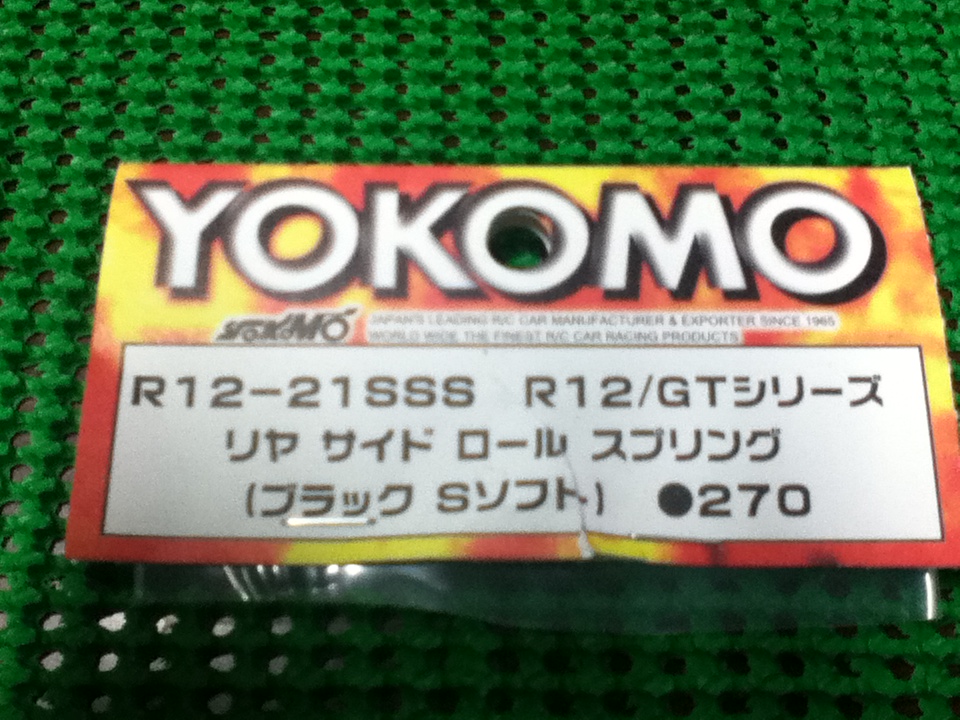 YOKOMO
YOKOMO
JAPAN'S LEADING R/C CAR MANUFACTURER & EXPORTER SINCE 1965
WORLD WIDE THE FINEST R/C CAR RACING PRODUCTS
R12-21SSS R12/GTシリーズ
リヤ サイド ロール スプリング
(ブラック Sソフト) ●270